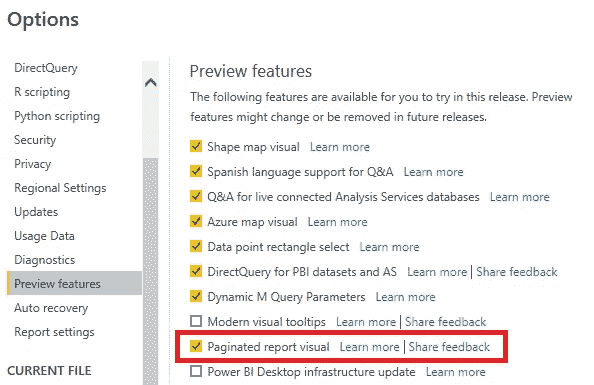 Options
DirectQuery
R scripting
Python scripting
Security
Privacy
Regional Settings
Updates
Usage Data
Diagnostics
Preview features
Auto recovery
Report settings
CURRENT FILE
Preview features
The following features are available for you to try in this release. Preview
features might change or be removed in future releases.
Shape map visual Learn more
Spanish language support for Q&A Learn more
Q&A for live connected Analysis Services databases Learn more
Azure map visual Learn more
Data point rectangle select Learn more
DirectQuery for PBI datasets and AS Learn more | Share feedback
Dynamic M Query Parameters Learn more
Modern visual tooltips Learn more | Share feedback
Paginated report visual Learn more | Share feedback
Power BI Desktop infrastructure update Learn more